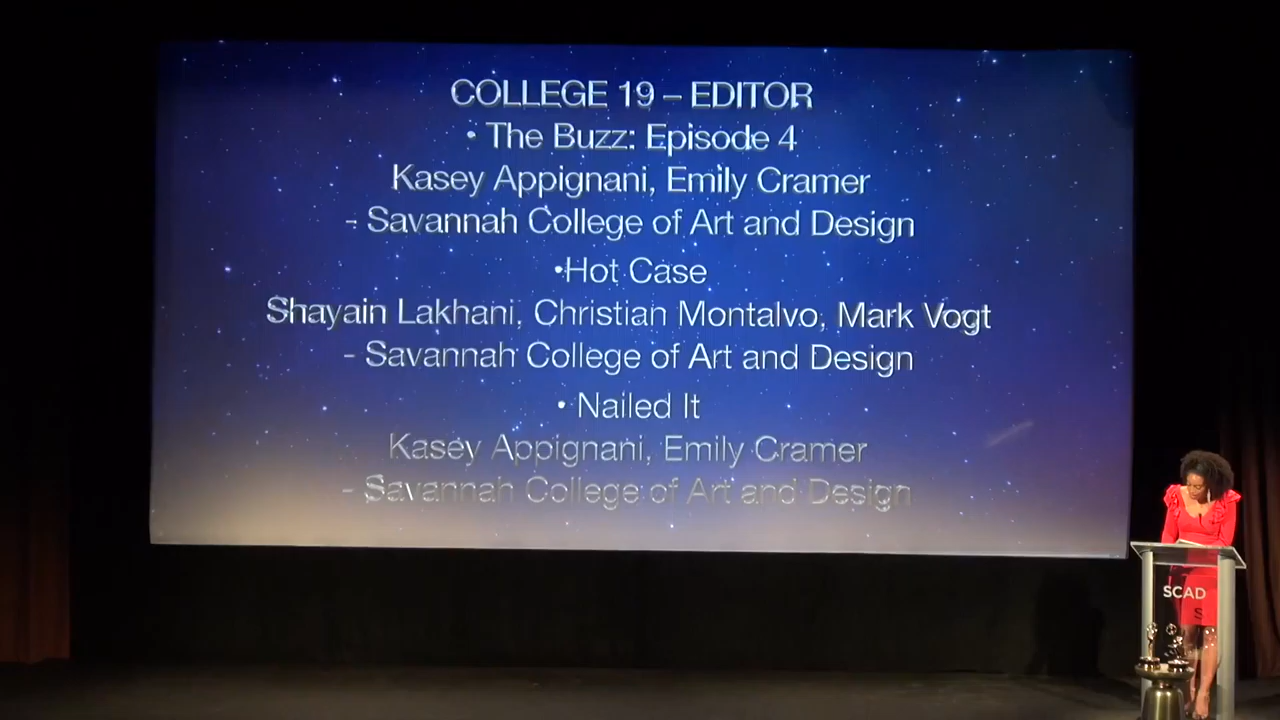 COLLEGE 19 – EDITOR
• The Buzz: Episode 4
Kasey Appignani, Emily Cramer
- Savannah College of Art and Design
•Hot Case
Shayain Lakhani, Christian Montalvo, Mark Vogt
- Savannah College of Art and Design
• Nailed It
Kasey Appignani, Emily Cramer
- Savannah College of Art and Design
SCAD
S